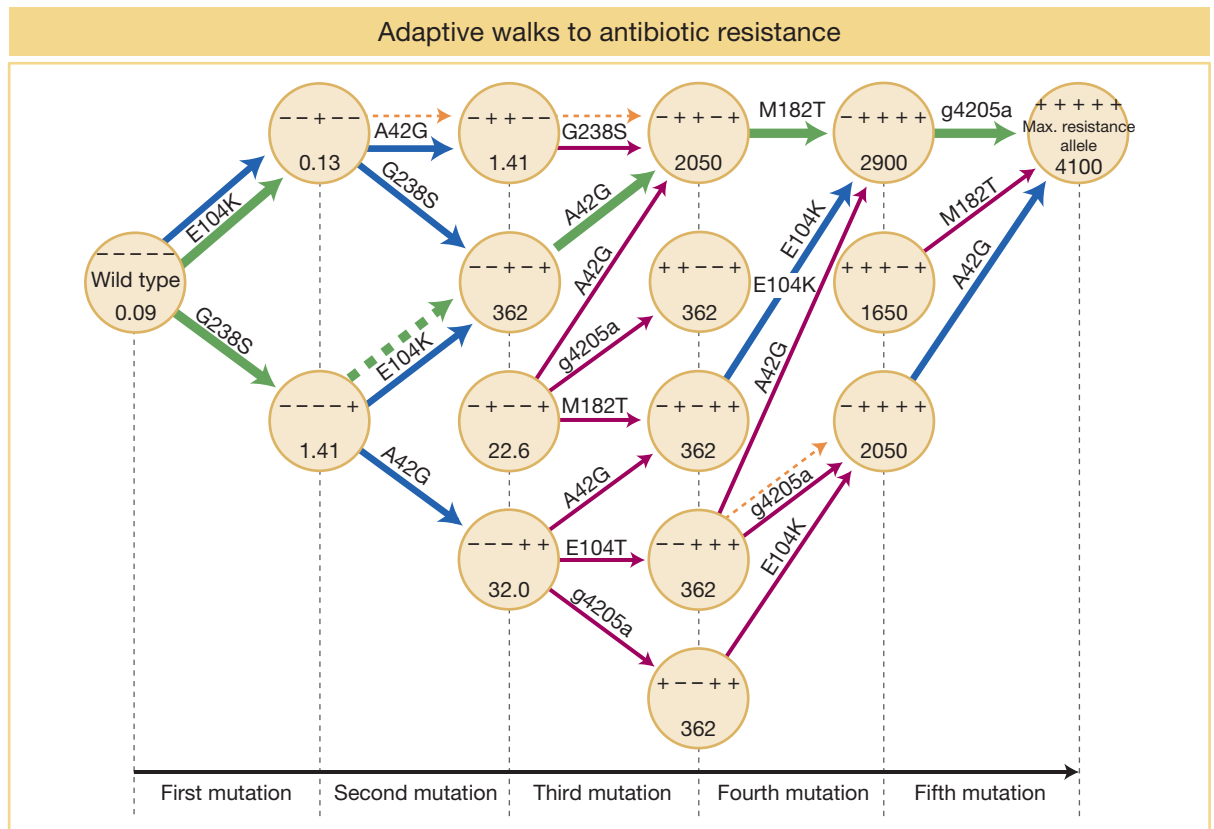 Adaptive walks to antibiotic resistance
– – – – –
Wild type
0.09
E104K
G238S
– – + – –
0.13
– – – – +
1.41
A42G
G238S
E104K
A42G
– + + – –
1.41
– – + – +
362
– + – – +
22.6
– – – + +
32.0
G238S
A42G
A42G
g4205a
M182T
A42G
E104T
g4205a
– + + – +
2050
+ + – – +
362
– + – + +
362
– – + + +
362
+ – – + +
362
M182T
E104K
E104K
A42G
g4205a
E104K
– + + + +
2900
+ + + – +
1650
– + + + +
2050
g4205a
M182T
A42G
+ + + + +
Max. resistance
allele
4100
First mutation
Second mutation
Third mutation
Fourth mutation
Fifth mutation